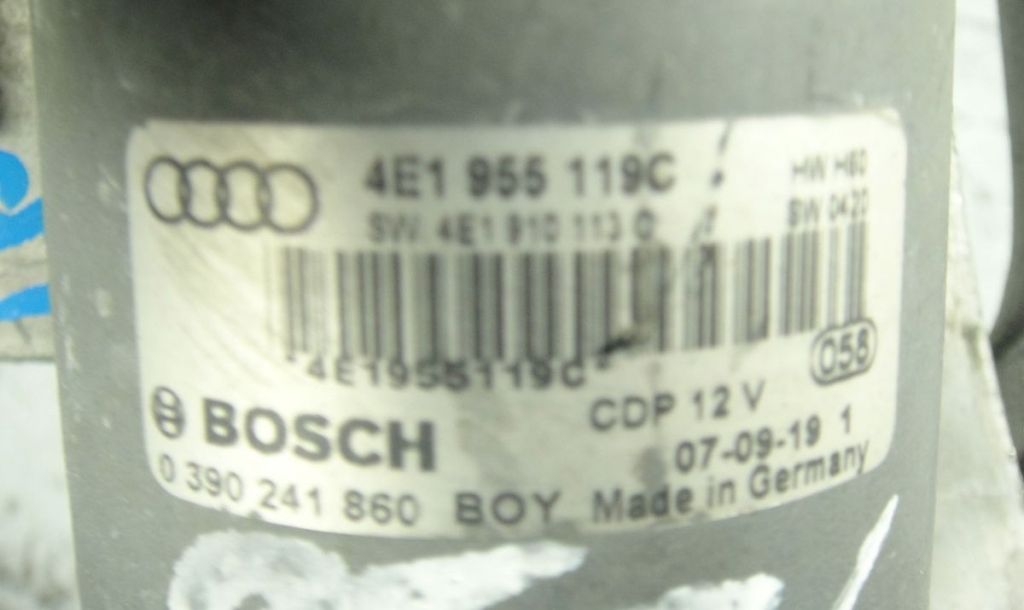 4E1 955 119C
HW H60
SW: 4E1 910 113
SW 0420
*4E1955119C*
058
BOSCH
CDP 12 V
07-09-19 1
0 390 241 860 BOY Made in Germany